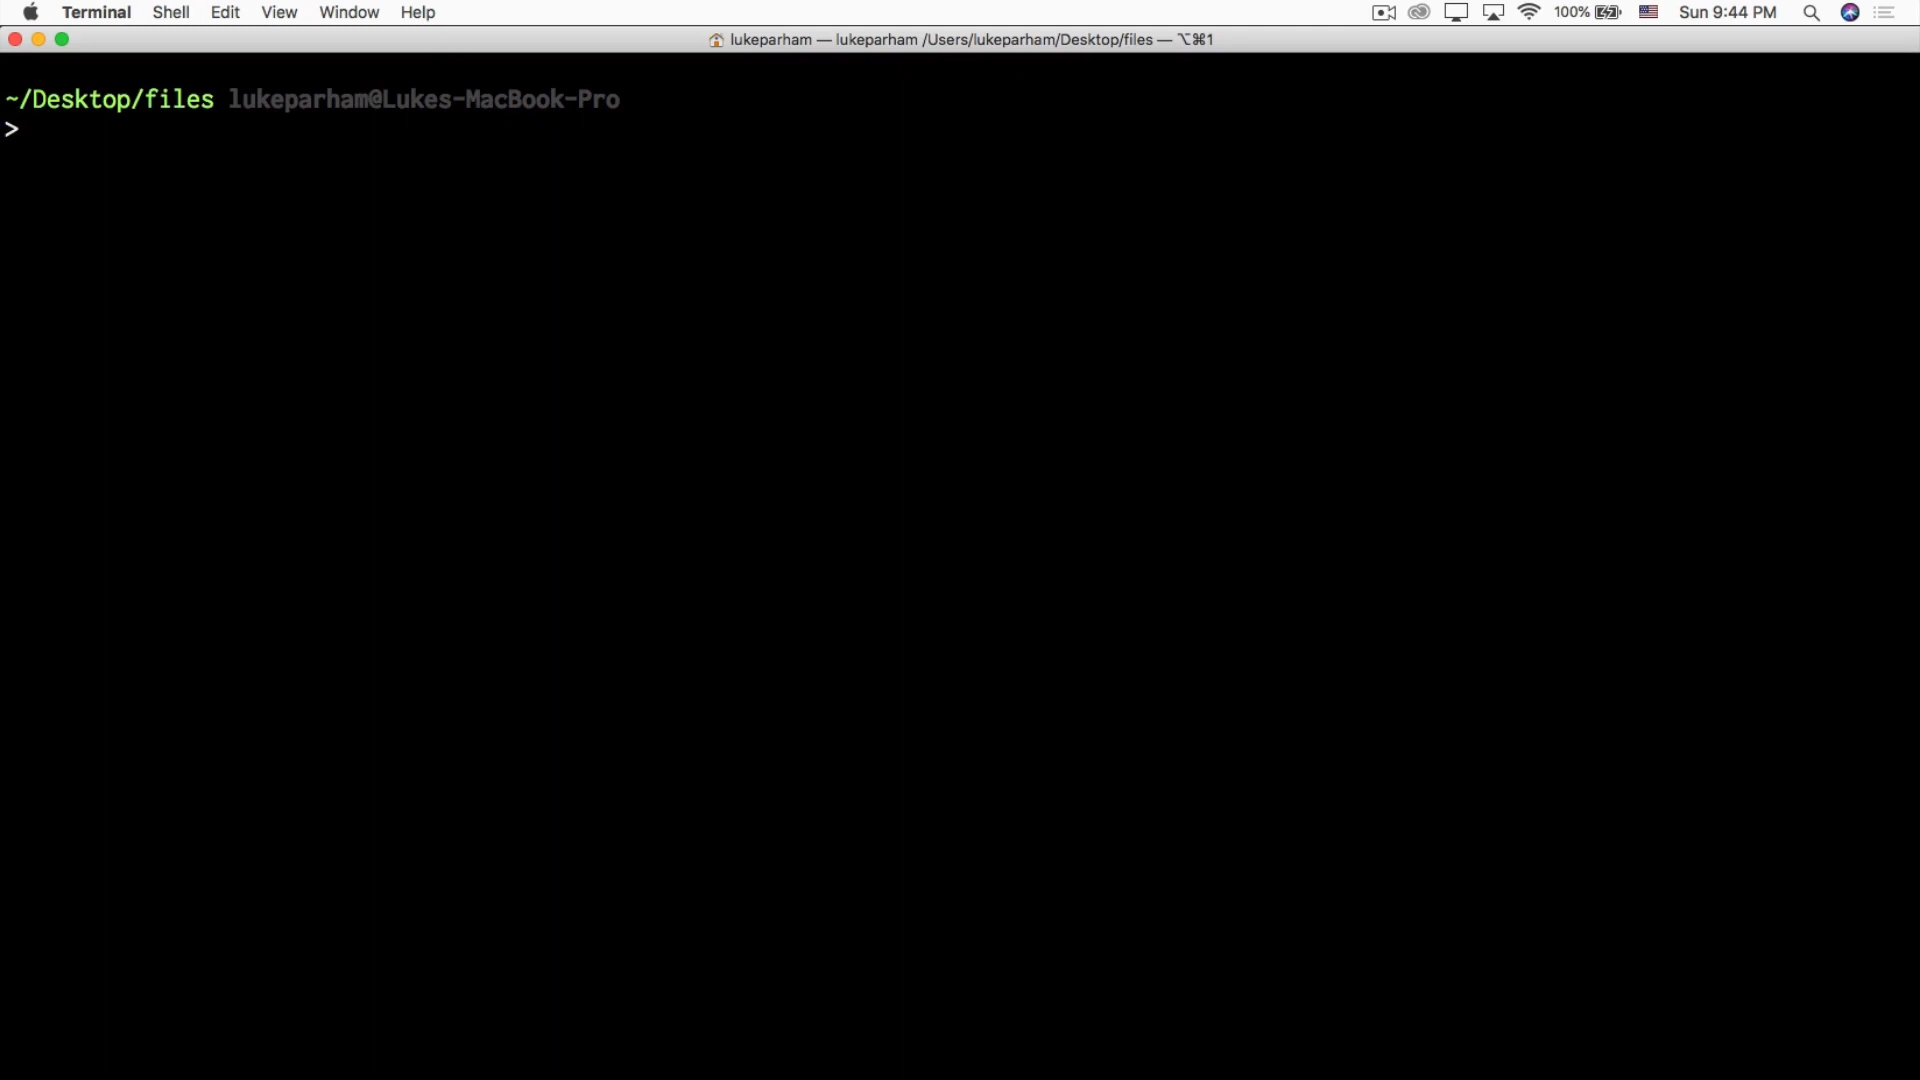 Terminal Shell Edit View Window Help 100% Sun 9:44 PM
lukeparham — lukeparham /Users/lukeparham/Desktop/files — ⌥⌘1
~/Desktop/files lukeparham@Lukes-MacBook-Pro
>